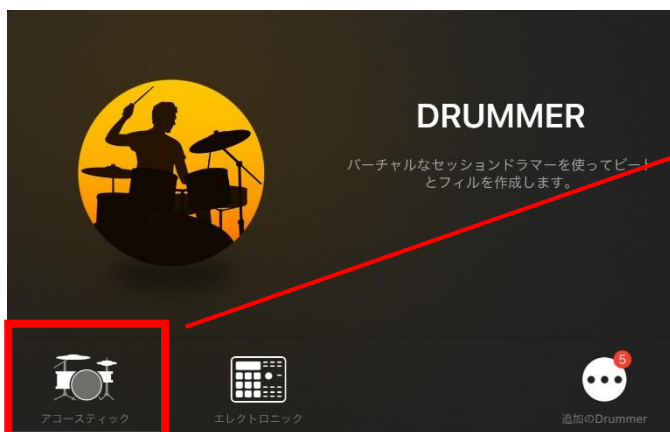 DRUMMER
バーチャルなセッションドラマーを使ってビート
とフィルを作成します。
アコースティック
エレクトロニック
5
追加のDrummer